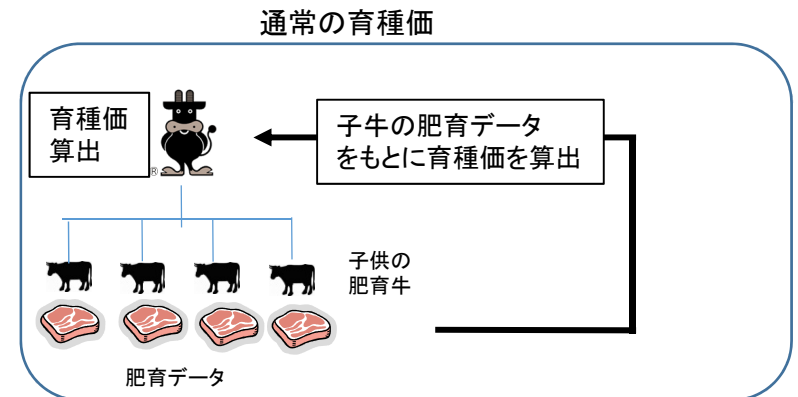 通常の育種価
育種価
算出
®
子牛の肥育データ
をもとに育種価を算出
子供の
肥育牛
肥育データ